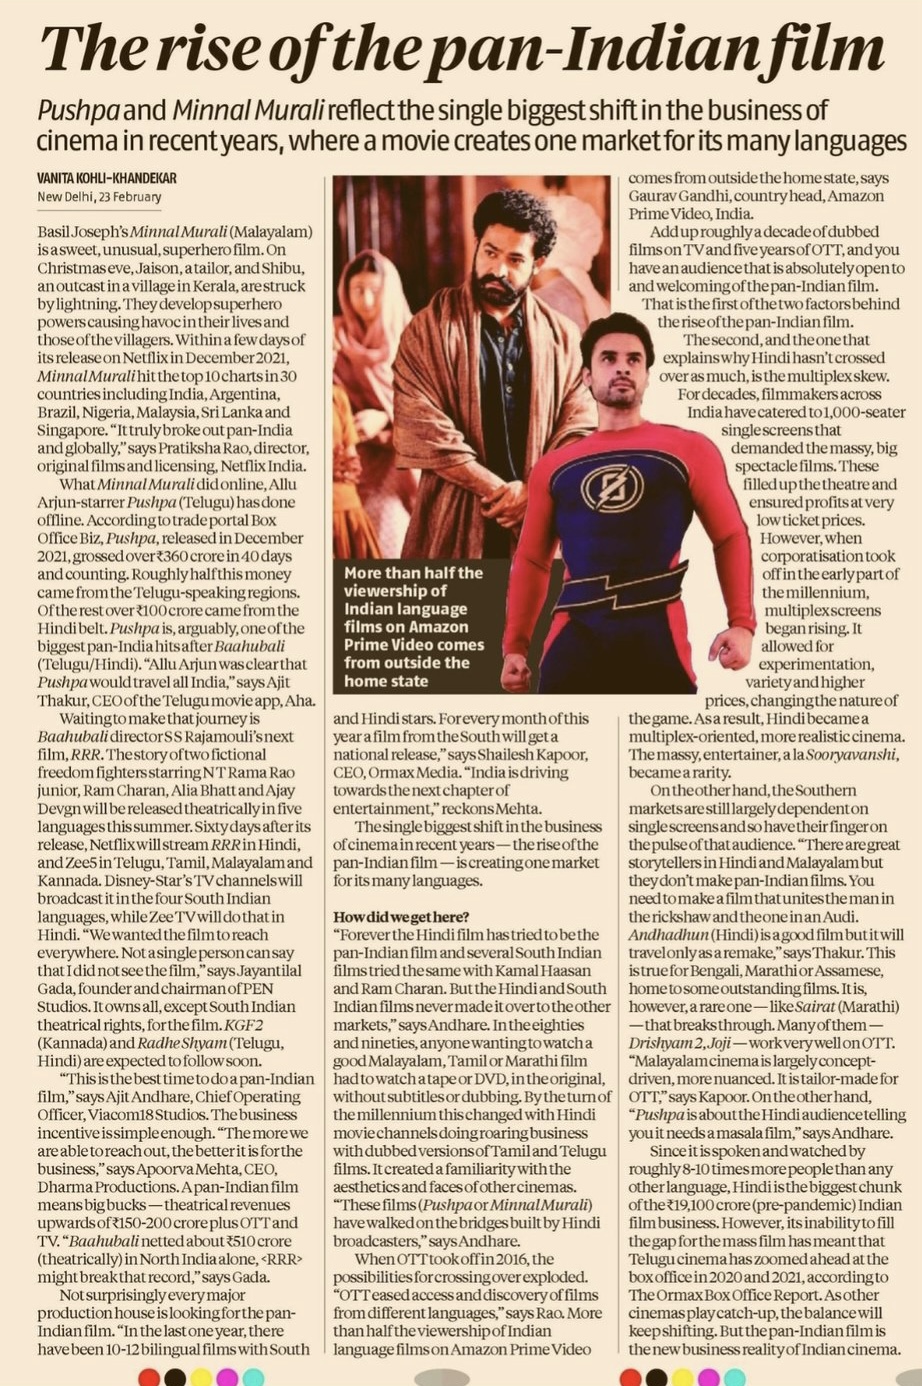 The rise of the pan-Indian film
Pushpa and Minnal Murali reflect the single biggest shift in the business of
cinema in recent years, where a movie creates one market for its many languages
VANITA KOHLI-KHANDEKAR
New Delhi, 23 February
Basil Joseph's Minnal Murali (Malayalam)
is a sweet, unusual, superhero film. On
Christmas eve, Jaison, a tailor, and Shibu,
an outcast in a village in Kerala, are struck
by lightning. They develop superhero
powers causing havoc in their lives and
those of the villagers. Within a few days of
its release on Netflix in December 2021,
Minnal Murali hit the top 10 charts in 30
countries including India, Argentina,
Brazil, Nigeria, Malaysia, Sri Lanka and
Singapore. “It truly broke out pan-India
and globally,” says Pratiksha Rao, director,
original films and licensing, Netflix India.
What Minnal Murali did online, Allu
Arjun-starrer Pushpa (Telugu) has done
offline. According to trade portal Box
Office Biz, Pushpa, released in December
2021, grossed over ₹360 crore in 40 days
and counting. Roughly half this money
came from the Telugu-speaking regions.
Of the rest over ₹100 crore came from the
Hindi belt. Pushpa is, arguably, one of the
biggest pan-India hits after Baahubali
(Telugu/Hindi). “Allu Arjun was clear that
Pushpa would travel all India,” says Ajit
Thakur, CEO of the Telugu movie app, Aha.
Waiting to make that journey is
Baahubali director S S Rajamouli's next
film, RRR. The story of two fictional
freedom fighters starring N T Rama Rao
junior, Ram Charan, Alia Bhatt and Ajay
Devgn will be released theatrically in five
languages this summer. Sixty days after its
release, Netflix will stream RRR in Hindi,
and Zee5 in Telugu, Tamil, Malayalam and
Kannada. Disney-Star's TV channels will
broadcast it in the four South Indian
languages, while Zee TV will do that in
Hindi. “We wanted the film to reach
everywhere. Not a single person can say
that I did not see the film,” says Jayantilal
Gada, founder and chairman of PEN
Studios. It owns all, except South Indian
theatrical rights, for the film. KGF2
(Kannada) and Radhe Shyam (Telugu,
Hindi) are expected to follow soon.
“This is the best time to do a pan-Indian
film,” says Ajit Andhare, Chief Operating
Officer, Viacom18 Studios. The business
incentive is simple enough. “The more we
are able to reach out, the better it is for the
business,” says Apoorva Mehta, CEO,
Dharma Productions. A pan-Indian film
means big bucks — theatrical revenues
upwards of ₹150-200 crore plus OTT and
TV. “Baahubali netted about ₹510 crore
(theatrically) in North India alone, <RRR>
might break that record,” says Gada.
Not surprisingly every major
production house is looking for the pan-
Indian film. “In the last one year, there
have been 10-12 bilingual films with South
More than half the
viewership of
Indian language
films on Amazon
Prime Video comes
from outside the
home state
and Hindi stars. For every month of this
year a film from the South will get a
national release,” says Shailesh Kapoor,
CEO, Ormax Media. “India is driving
towards the next chapter of
entertainment,” reckons Mehta.
The single biggest shift in the business
of cinema in recent years — the rise of the
pan-Indian film — is creating one market
for its many languages.
How did we get here?
“Forever the Hindi film has tried to be the
pan-Indian film and several South Indian
films tried the same with Kamal Haasan
and Ram Charan. But the Hindi and South
Indian films never made it over to the other
markets,” says Andhare. In the eighties
and nineties, anyone wanting to watch a
good Malayalam, Tamil or Marathi film
had to watch a tape or DVD, in the original,
without subtitles or dubbing. By the turn of
the millennium this changed with Hindi
movie channels doing roaring business
with dubbed versions of Tamil and Telugu
films. It created a familiarity with the
aesthetics and faces of other cinemas.
“These films (Pushpa or Minnal Murali)
have walked on the bridges built by Hindi
broadcasters,” says Andhare.
When OTT took off in 2016, the
possibilities for crossing over exploded.
“OTT eased access and discovery of films
from different languages,” says Rao. More
than half the viewership of Indian
language films on Amazon Prime Video
comes from outside the home state, says
Gaurav Gandhi, country head, Amazon
Prime Video, India.
Add up roughly a decade of dubbed
films on TV and five years of OTT, and you
have an audience that is absolutely open to
and welcoming of the pan-Indian film.
That is the first of the two factors behind
the rise of the pan-Indian film.
The second, and the one that
explains why Hindi hasn't crossed
over as much, is the multiplex skew.
For decades, filmmakers across
India have catered to 1,000-seater
single screens that
demanded the massy, big
spectacle films. These
filled up the theatre and
ensured profits at very
low ticket prices.
However, when
corporatisation took
off in the early part of
the millennium,
multiplex screens
began rising. It
allowed for
experimentation,
variety and higher
prices, changing the nature of
the game. As a result, Hindi became a
multiplex-oriented, more realistic cinema.
The massy, entertainer, a la Sooryavanshi,
became a rarity.
On the other hand, the Southern
markets are still largely dependent on
single screens and so have their finger on
the pulse of that audience. “There are great
storytellers in Hindi and Malayalam but
they don't make pan-Indian films. You
need to make a film that unites the man in
the rickshaw and the one in an Audi.
Andhadhun (Hindi) is a good film but it will
travel only as a remake,” says Thakur. This
is true for Bengali, Marathi or Assamese,
home to some outstanding films. It is,
however, a rare one — like Sairat (Marathi)
— that breaks through. Many of them —
Drishyam 2, Joji — work very well on OTT.
“Malayalam cinema is largely concept-
driven, more nuanced. It is tailor-made for
OTT,” says Kapoor. On the other hand,
“Pushpa is about the Hindi audience telling
you it needs a masala film,” says Andhare.
Since it is spoken and watched by
roughly 8-10 times more people than any
other language, Hindi is the biggest chunk
of the ₹19,100 crore (pre-pandemic) Indian
film business. However, its inability to fill
the gap for the mass film has meant that
Telugu cinema has zoomed ahead at the
box office in 2020 and 2021, according to
The Ormax Box Office Report. As other
cinemas play catch-up, the balance will
keep shifting. But the pan-Indian film is
the new business reality of Indian cinema.